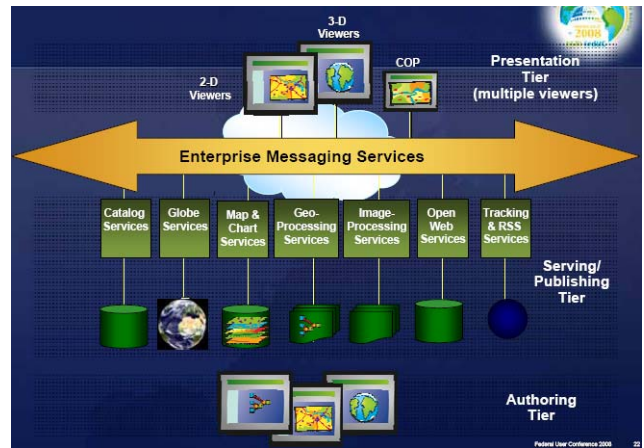 3-D
Viewers
2008
2-D
Viewers
COP
Presentation
Tier
(multiple viewers)
Enterprise Messaging Services
Catalog
Services
Globe
Services
Map &
Chart
Services
Geo-
Processing
Services
Image-
Processing
Services
Open
Web
Services
Tracking
& RSS
Services
Serving/
Publishing
Tier
Authoring
Tier
Federal User Conference 2008
22